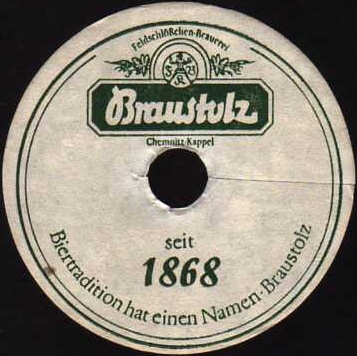 Feldschlößchen-Brauerei
Braustolz
Chemnitz-Kappel
seit
1868
Biertradition hat einen Namen · Braustolz